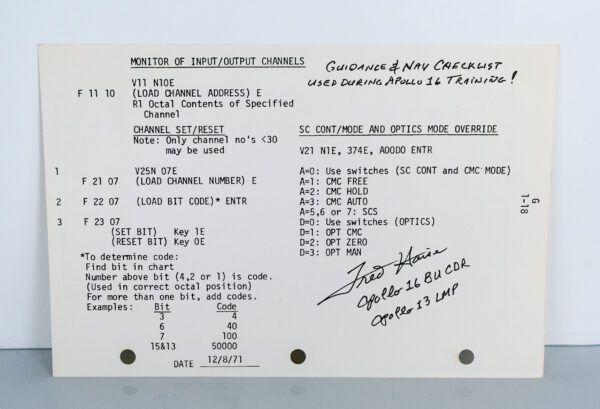 MONITOR OF INPUT/OUTPUT CHANNELS
GUIDANCE & NAV CHECKLIST
USED DURING APOLLO 16 TRAINING!
V11 N10E
F 11 10 (LOAD CHANNEL ADDRESS) E
R1 Octal Contents of Specified
Channel
CHANNEL SET/RESET
Note: Only channel no's <30
may be used
1 V25N 07E
F 21 07 (LOAD CHANNEL NUMBER) E
2 F 22 07 (LOAD BIT CODE)* ENTR
3 F 23 07
(SET BIT) Key 1E
(RESET BIT) Key 0E
*To determine code:
Find bit in chart
Number above bit (4,2 or 1) is code.
(Used in correct octal position)
For more than one bit, add codes.
Examples: Bit Code
3 4
6 40
7 100
15&13 50000
DATE 12/8/71
SC CONT/MODE AND OPTICS MODE OVERRIDE
V21 N1E, 374E, A00D0 ENTR
A=0: Use switches (SC CONT and CMC MODE)
A=1: CMC FREE
A=2: CMC HOLD
A=3: CMC AUTO
A=5,6 or 7: SCS
D=0: Use switches (OPTICS)
D=1: OPT CMC
D=2: OPT ZERO
D=3: OPT MAN
Fred Haise
Apollo 16 BU CDR
Apollo 13 LMP
G
1-18